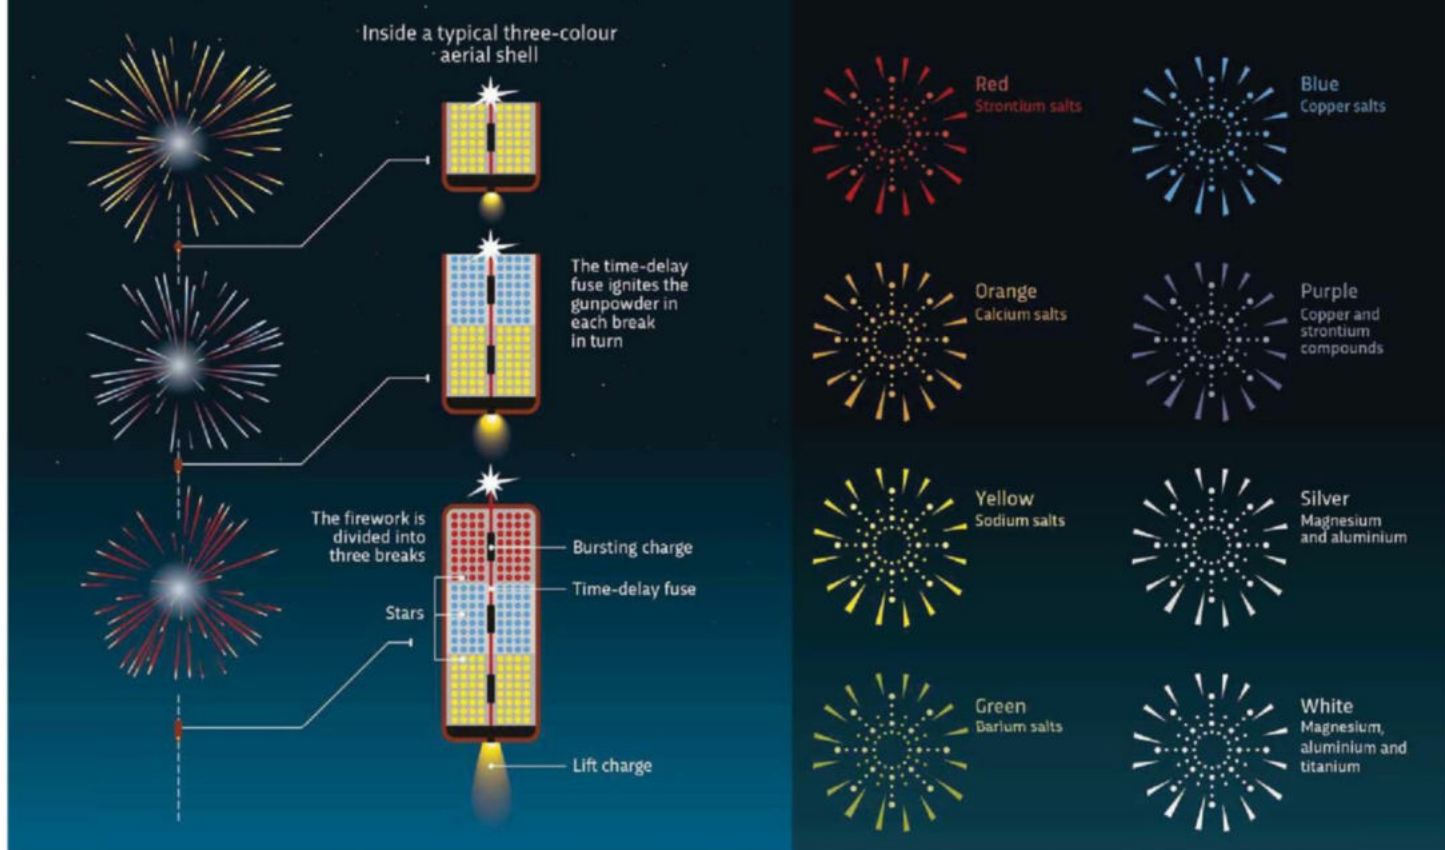 Inside a typical three-colour
aerial shell
The time-delay
fuse ignites the
gunpowder in
each break
in turn
The firework is
divided into
three breaks
Bursting charge
Time-delay fuse
Stars
Lift charge
Red
Strontium salts
Blue
Copper salts
Orange
Calcium salts
Purple
Copper and
strontium
compounds
Yellow
Sodium salts
Silver
Magnesium
and aluminium
Green
Barium salts
White
Magnesium,
aluminium and
titanium